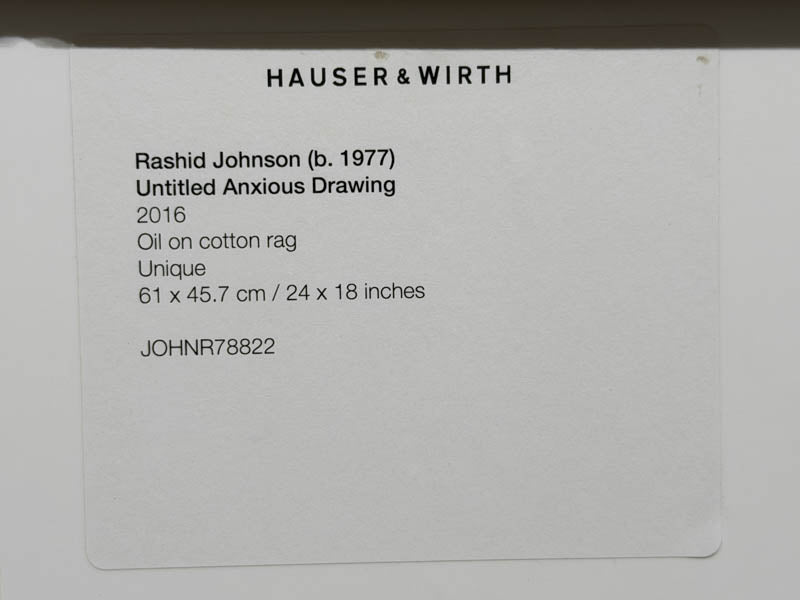 HAUSER & WIRTH
Rashid Johnson (b. 1977)
Untitled Anxious Drawing
2016
Oil on cotton rag
Unique
61 x 45.7 cm / 24 x 18 inches
JOHNR78822